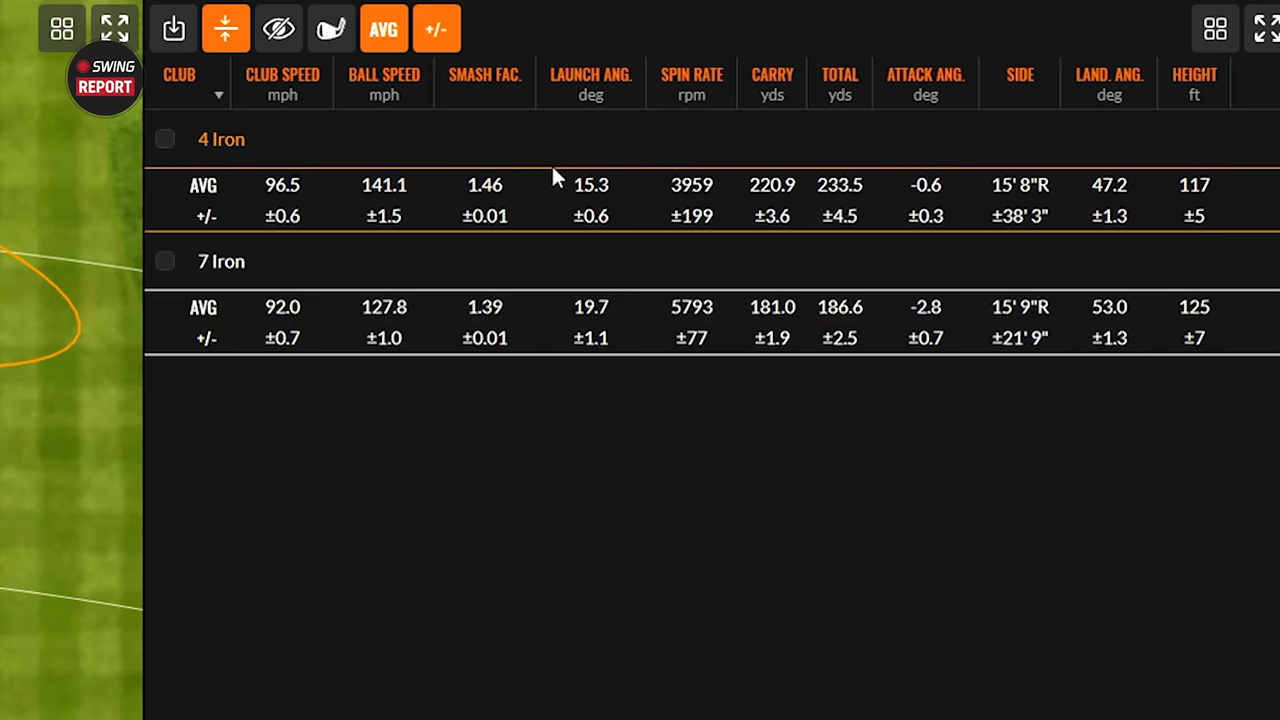 SWING
REPORT
AVG
+/-
CLUB CLUB SPEED BALL SPEED SMASH FAC. LAUNCH ANG. SPIN RATE CARRY TOTAL ATTACK ANG. SIDE LAND. ANG. HEIGHT
mph mph deg rpm yds yds deg deg ft
4 Iron
AVG 96.5 141.1 1.46 15.3 3959 220.9 233.5 -0.6 15' 8"R 47.2 117
+/- ±0.6 ±1.5 ±0.01 ±0.6 ±199 ±3.6 ±4.5 ±0.3 ±38' 3" ±1.3 ±5
7 Iron
AVG 92.0 127.8 1.39 19.7 5793 181.0 186.6 -2.8 15' 9"R 53.0 125
+/- ±0.7 ±1.0 ±0.01 ±1.1 ±77 ±1.9 ±2.5 ±0.7 ±21' 9" ±1.3 ±7